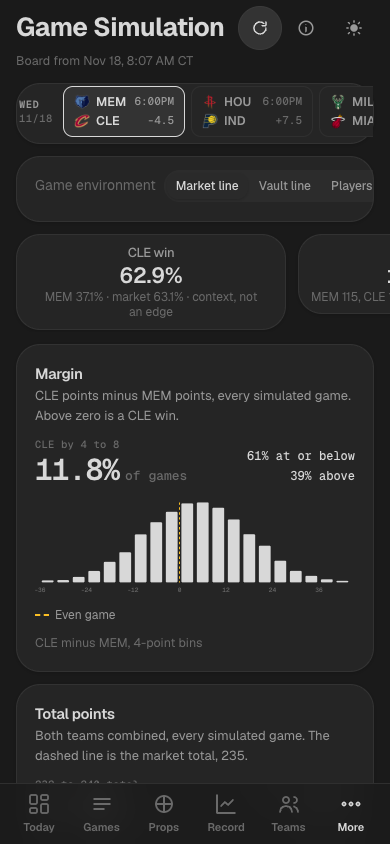 Game Simulation
Board from Nov 18, 8:07 AM CT
WED
11/18
MEM 6:00PM
CLE -4.5
HOU 6:00PM
IND +7.5
MIL
MIA
Game environment Market line Vault line Players
CLE win
62.9%
MEM 37.1% · market 63.1% · context, not
an edge
MEM 115, CLE
Margin
CLE points minus MEM points, every simulated game.
Above zero is a CLE win.
CLE by 4 to 8
11.8% of games
61% at or below
39% above
-36 -24 -12 0 12 24 36
Even game
CLE minus MEM, 4-point bins
Total points
Both teams combined, every simulated game. The
dashed line is the market total, 235.
Today Games Props Record Teams More